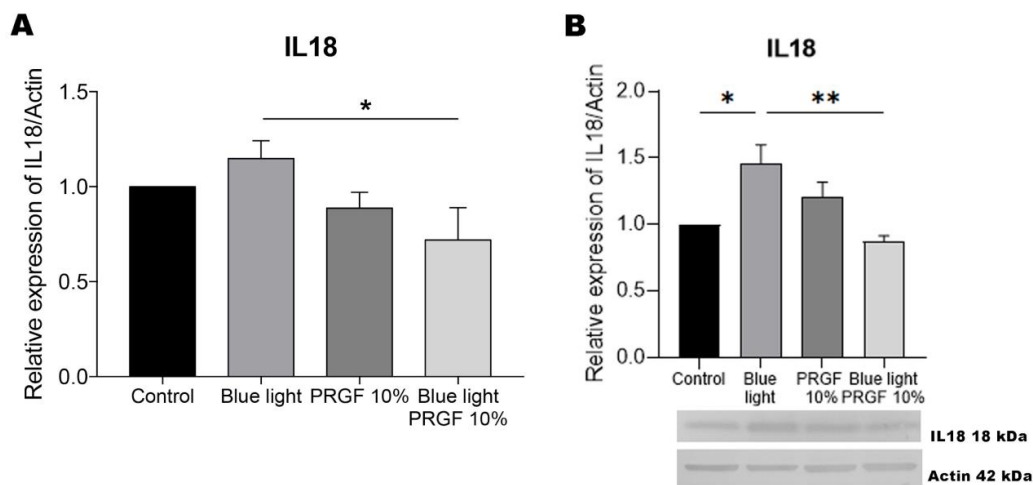 A
IL18
Relative expression of IL18/Actin
1.5
1.0
0.5
0.0
*
Control
Blue light
PRGF 10%
Blue light
PRGF 10%
B
IL18
Relative expression of IL18/Actin
2.0
1.5
1.0
0.5
0.0
*
**
Control
Blue
light
PRGF
10%
Blue light
PRGF 10%
IL18 18 kDa
Actin 42 kDa